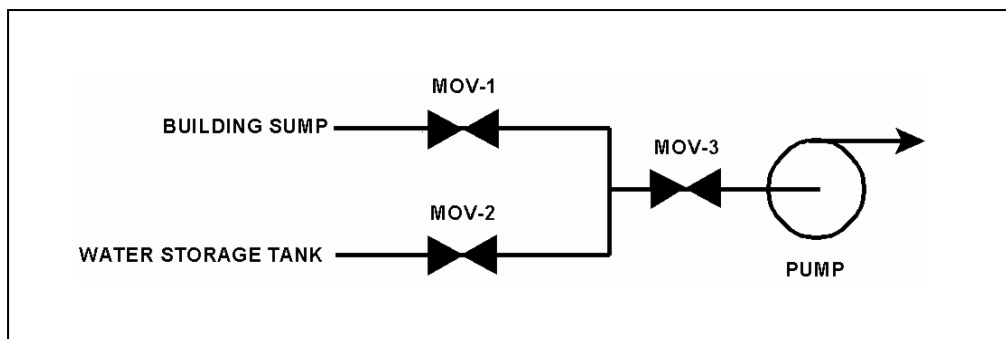 MOV-1
BUILDING SUMP
MOV-3
MOV-2
WATER STORAGE TANK
PUMP